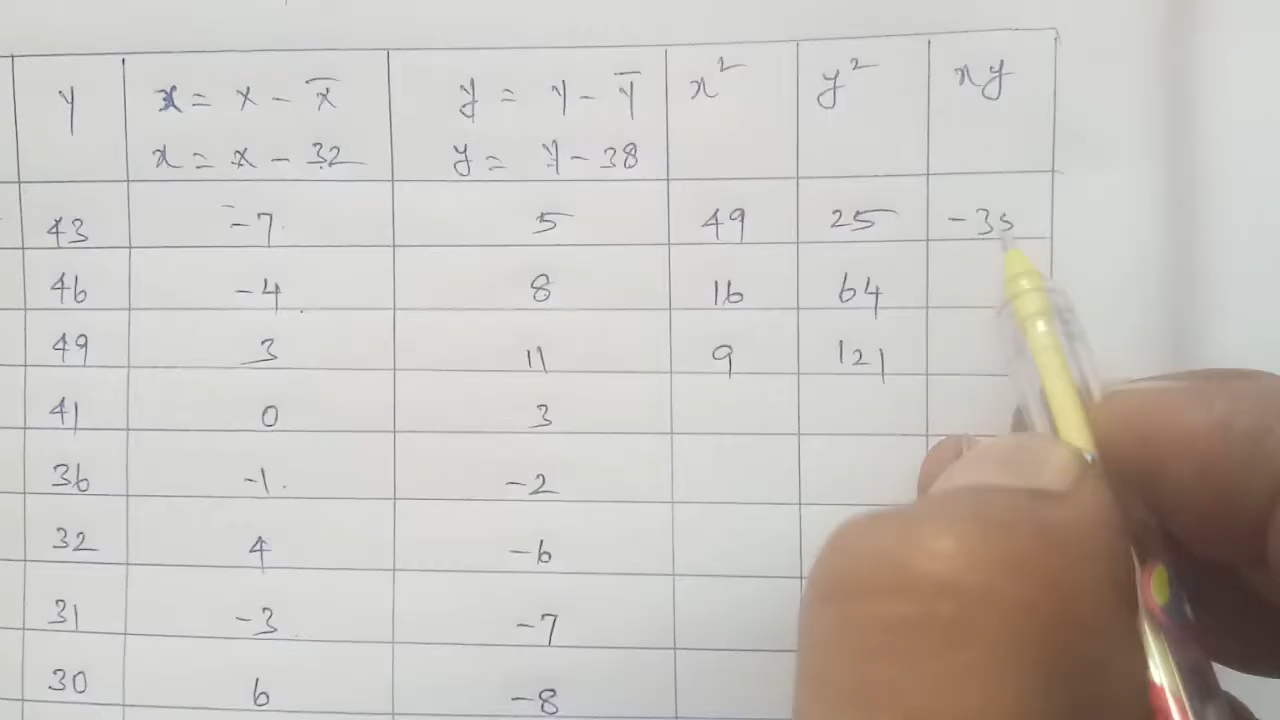 Y x = X - X̅ y = Y - Y̅ x² y² xy
x = X - 32 y = Y - 38
43 -7 5 49 25 -35
46 -4 8 16 64
49 3 11 9 121
41 0 3
36 -1 -2
32 4 -6
31 -3 -7
30 6 -8